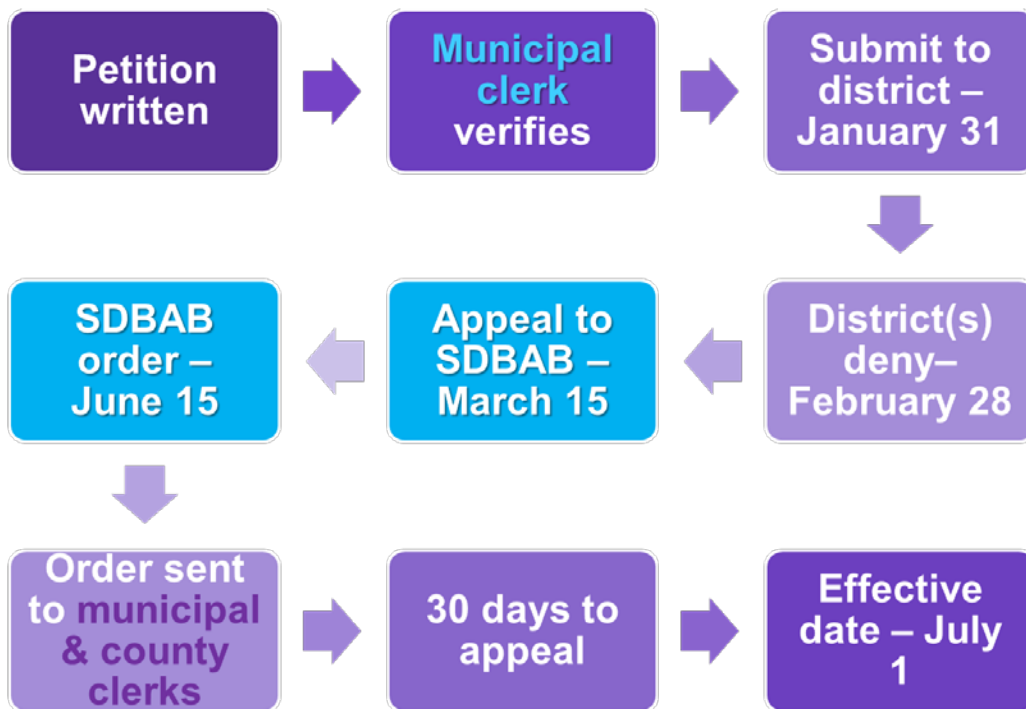 Petition
written
Municipal
clerk
verifies
Submit to
district –
January 31
District(s)
deny–
February 28
Appeal to
SDBAB –
March 15
SDBAB
order –
June 15
Order sent
to municipal
& county
clerks
30 days to
appeal
Effective
date – July
1